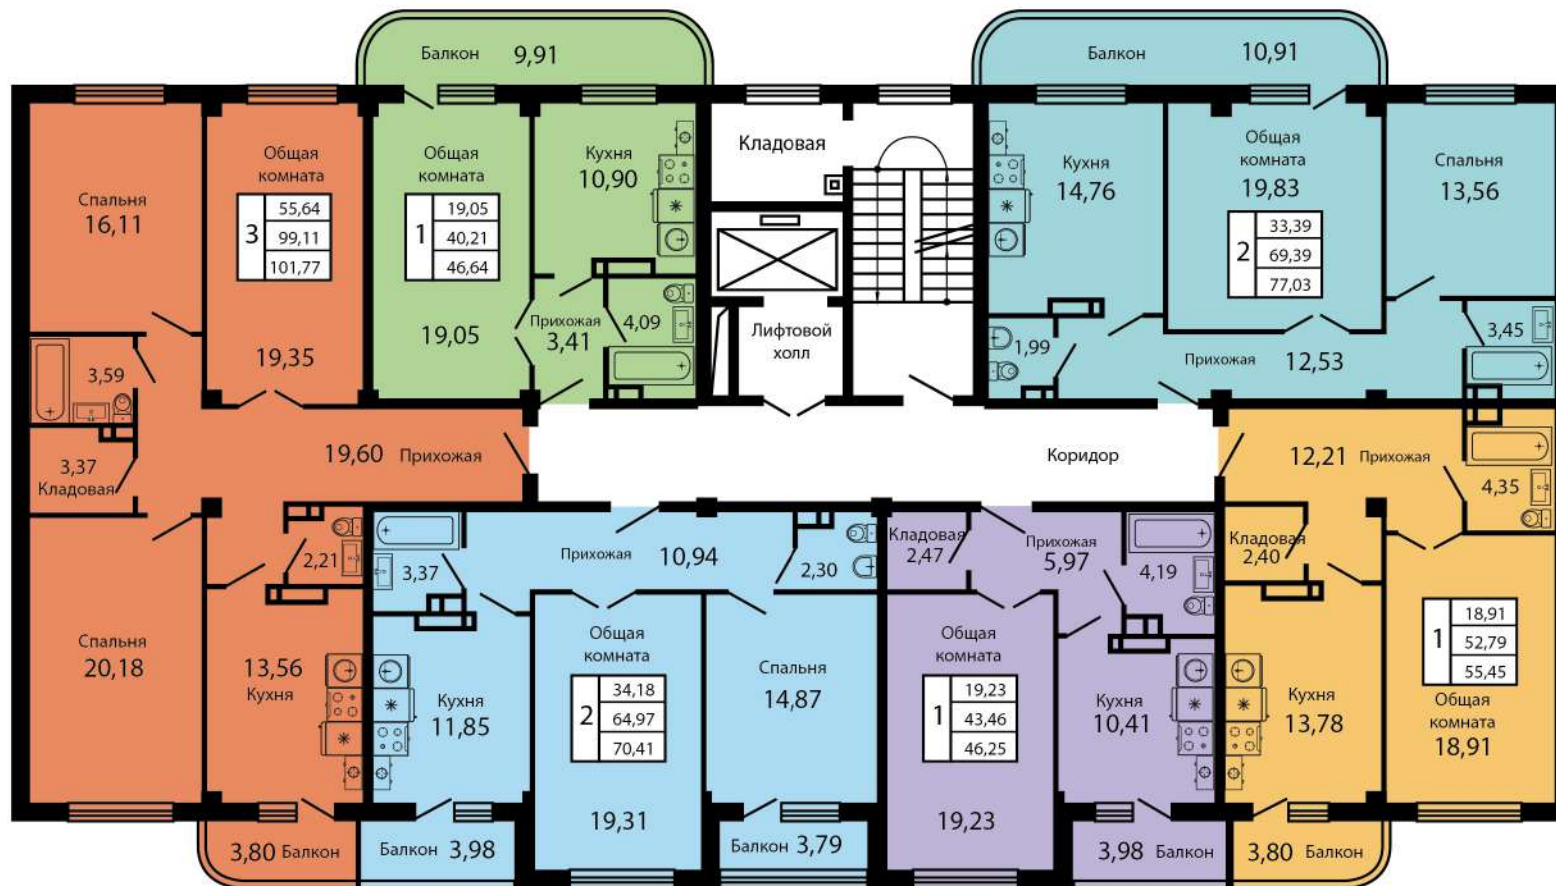 Балкон 9,91
Балкон 10,91
Спальня
16,11
Общая
комната
3
55,64
99,11
101,77
19,35
Общая
комната
1
19,05
40,21
46,64
19,05
Кухня
10,90
Прихожая
3,41
4,09
Кладовая
Лифтовой
холл
Кухня
14,76
Общая
комната
19,83
2
33,39
69,39
77,03
Спальня
13,56
1,99
Прихожая 12,53
3,45
3,59
3,37
Кладовая
19,60 Прихожая
Коридор
12,21 Прихожая
4,35
2,21
3,37
Прихожая 10,94
2,30
Кладовая
2,47
Прихожая
5,97
4,19
Кладовая
2,40
Спальня
20,18
13,56
Кухня
Кухня
11,85
Общая
комната
2
34,18
64,97
70,41
19,31
Спальня
14,87
Общая
комната
1
19,23
43,46
46,25
19,23
Кухня
10,41
Кухня
13,78
1
18,91
52,79
55,45
Общая
комната
18,91
3,80 Балкон
Балкон 3,98
Балкон 3,79
3,98 Балкон
3,80 Балкон